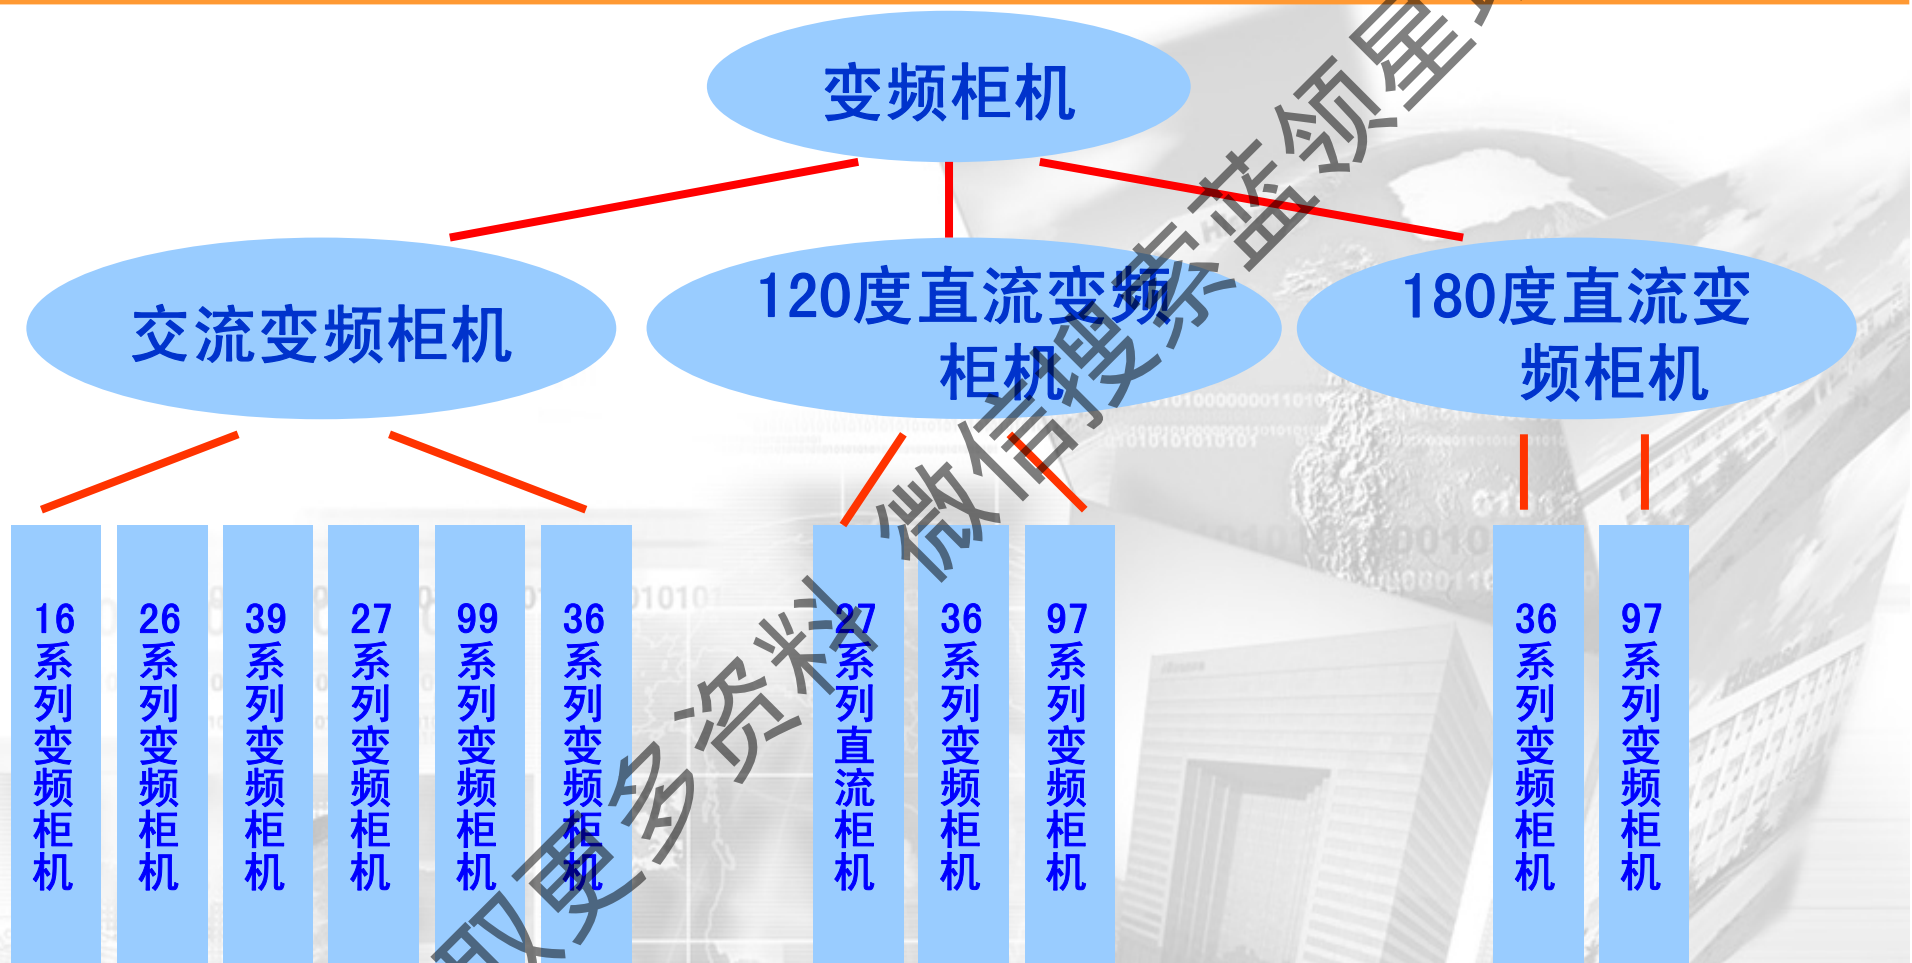 变频柜机
交流变频柜机
120度直流变频
柜机
180度直流变
频柜机
16系列变频柜机
26系列变频柜机
39系列变频柜机
27系列变频柜机
99系列变频柜机
36系列变频柜机
27系列直流柜机
36系列变频柜机
97系列变频柜机
36系列变频柜机
97系列变频柜机
取更多资料 微信搜索蓝领星